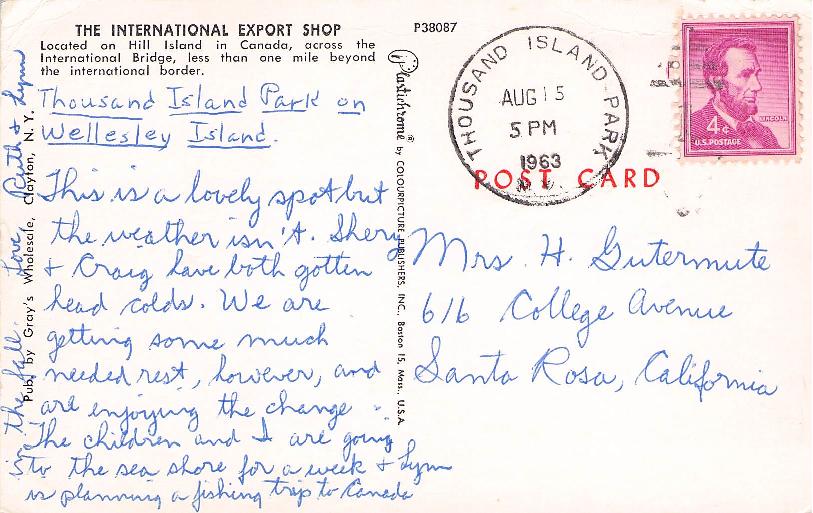 THE INTERNATIONAL EXPORT SHOP
Located on Hill Island in Canada, across the
International Bridge, less than one mile beyond
the international border.
Thousand Island Park on
Wellesley Island.
This is a lovely spot but
the weather isn't. Shery
& Craig have both gotten
head colds. We are
getting some much
needed rest, however, and
are enjoying the change.
The children and I are going
to the sea shore for a week & Lynn
is planning a fishing trip to Canada
in the fall. Love Ruth & Lynn
Pub. by Gray's Wholesale, Clayton, N. Y.
Plastichrome ® by COLOURPICTURE PUBLISHERS, INC., Boston 15, Mass., U.S.A.
P38087
THOUSAND ISLAND PARK
AUG 15
5 PM
1963
N.Y.
LINCOLN
4¢
U.S. POSTAGE
POST CARD
Mrs. H. Gutermute
616 College Avenue
Santa Rosa, California